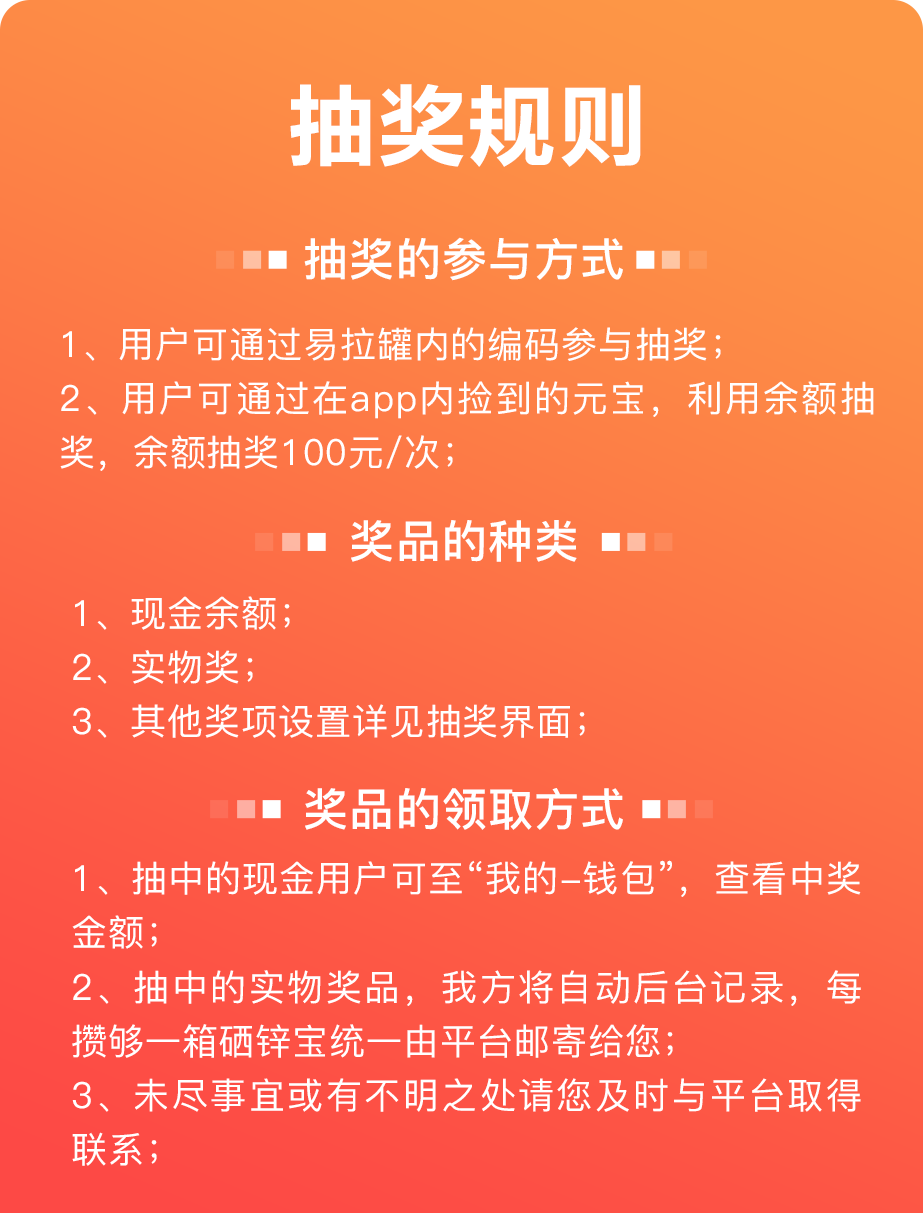 抽奖规则
抽奖的参与方式
1、用户可通过易拉罐内的编码参与抽奖；
2、用户可通过在app内捡到的元宝，利用余额抽
奖，余额抽奖100元/次；
奖品的种类
1、现金余额；
2、实物奖；
3、其他奖项设置详见抽奖界面；
奖品的领取方式
1、抽中的现金用户可至“我的–钱包”，查看中奖
金额；
2、抽中的实物奖品，我方将自动后台记录，每
攒够一箱硒锌宝统一由平台邮寄给您；
3、未尽事宜或有不明之处请您及时与平台取得
联系；